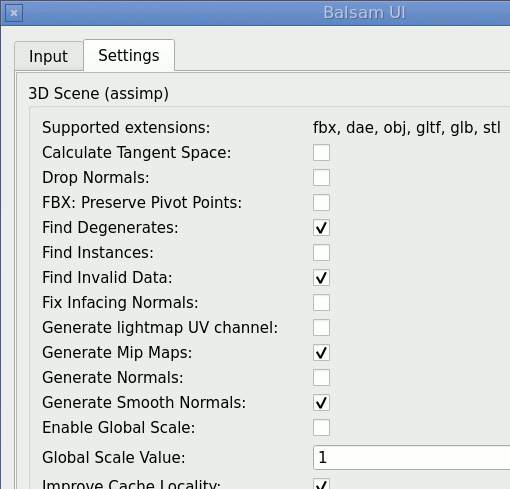 Balsam UI
Input Settings
3D Scene (assimp)
Supported extensions: fbx, dae, obj, gltf, glb, stl
Calculate Tangent Space:
Drop Normals:
FBX: Preserve Pivot Points:
Find Degenerates:
Find Instances:
Find Invalid Data:
Fix Infacing Normals:
Generate lightmap UV channel:
Generate Mip Maps:
Generate Normals:
Generate Smooth Normals:
Enable Global Scale:
Global Scale Value: 1
Improve Cache Locality: